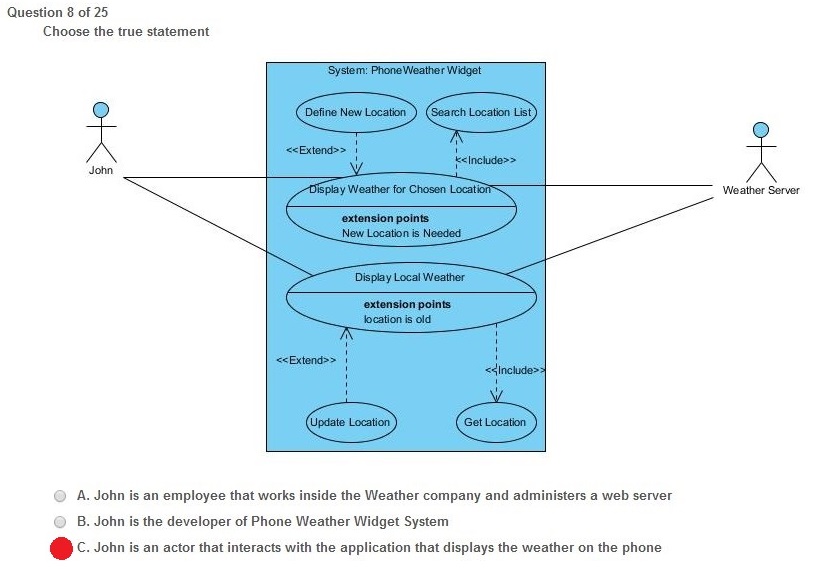 Question 8 of 25
Choose the true statement
System: Phone Weather Widget
Define New Location
Search Location List
<<Extend>>
<<Include>>
John
Weather Server
Display Weather for Chosen Location
extension points
New Location is Needed
Display Local Weather
extension points
location is old
<<Extend>>
<<Include>>
Update Location
Get Location
A. John is an employee that works inside the Weather company and administers a web server
B. John is the developer of Phone Weather Widget System
C. John is an actor that interacts with the application that displays the weather on the phone